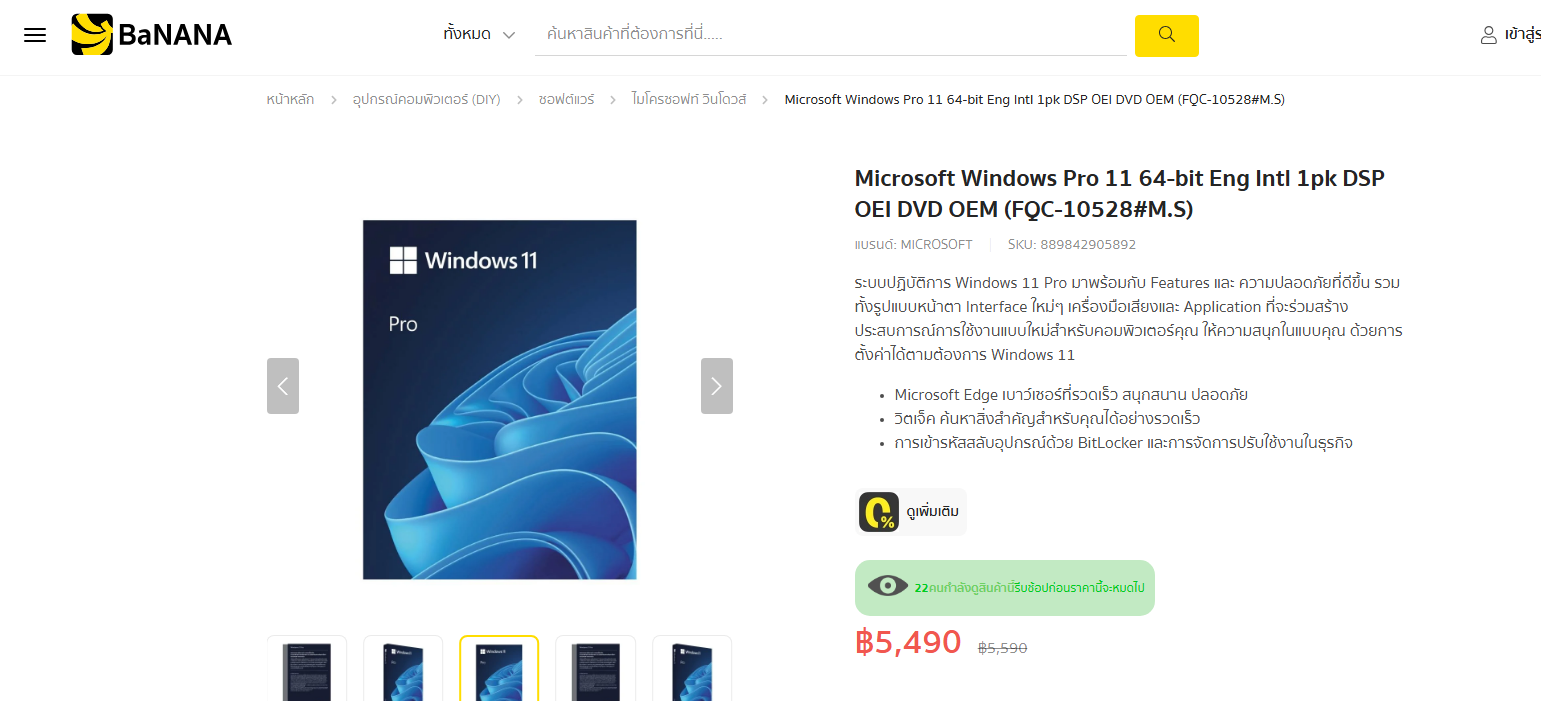 BaNANA
ทั้งหมด
ค้นหาสินค้าที่ต้องการที่นี่.....
เข้าสู่ร
หน้าหลัก > อุปกรณ์คอมพิวเตอร์ (DIY) > ซอฟต์แวร์ > ไมโครซอฟท์ วินโดวส์ > Microsoft Windows Pro 11 64-bit Eng Intl 1pk DSP OEI DVD OEM (FQC-10528#M.S)
Windows 11
Pro
Microsoft Windows Pro 11 64-bit Eng Intl 1pk DSP
OEI DVD OEM (FQC-10528#M.S)
แบรนด์: MICROSOFT
SKU: 889842905892
ระบบปฏิบัติการ Windows 11 Pro มาพร้อมกับ Features และ ความปลอดภัยที่ดีขึ้น รวม
ทั้งรูปแบบหน้าตา Interface ใหม่ๆ เครื่องมือเสียงและ Application ที่จะร่วมสร้าง
ประสบการณ์การใช้งานแบบใหม่สำหรับคอมพิวเตอร์คุณ ให้ความสนุกในแบบคุณ ด้วยการ
ตั้งค่าได้ตามต้องการ Windows 11
• Microsoft Edge เบาว์เซอร์ที่รวดเร็ว สนุกสนาน ปลอดภัย
• วิตเจ็ค ค้นหาสิ่งสำคัญสำหรับคุณได้อย่างรวดเร็ว
• การเข้ารหัสสลับอุปกรณ์ด้วย BitLocker และการจัดการปรับใช้งานในธุรกิจ
0% ดูเพิ่มเติม
22คนกำลังดูสินค้านี้รีบช้อปก่อนราคานี้จะหมดไป
฿5,490 ฿5,590